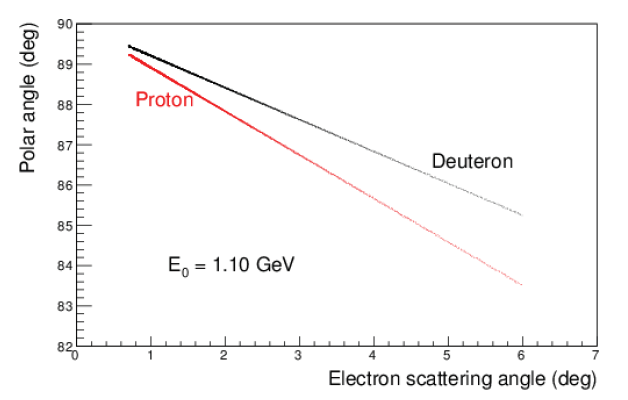 Polar angle (deg)
90
89
88
87
86
85
84
83
82
Proton
Deuteron
E0 = 1.10 GeV
0 1 2 3 4 5 6 7
Electron scattering angle (deg)